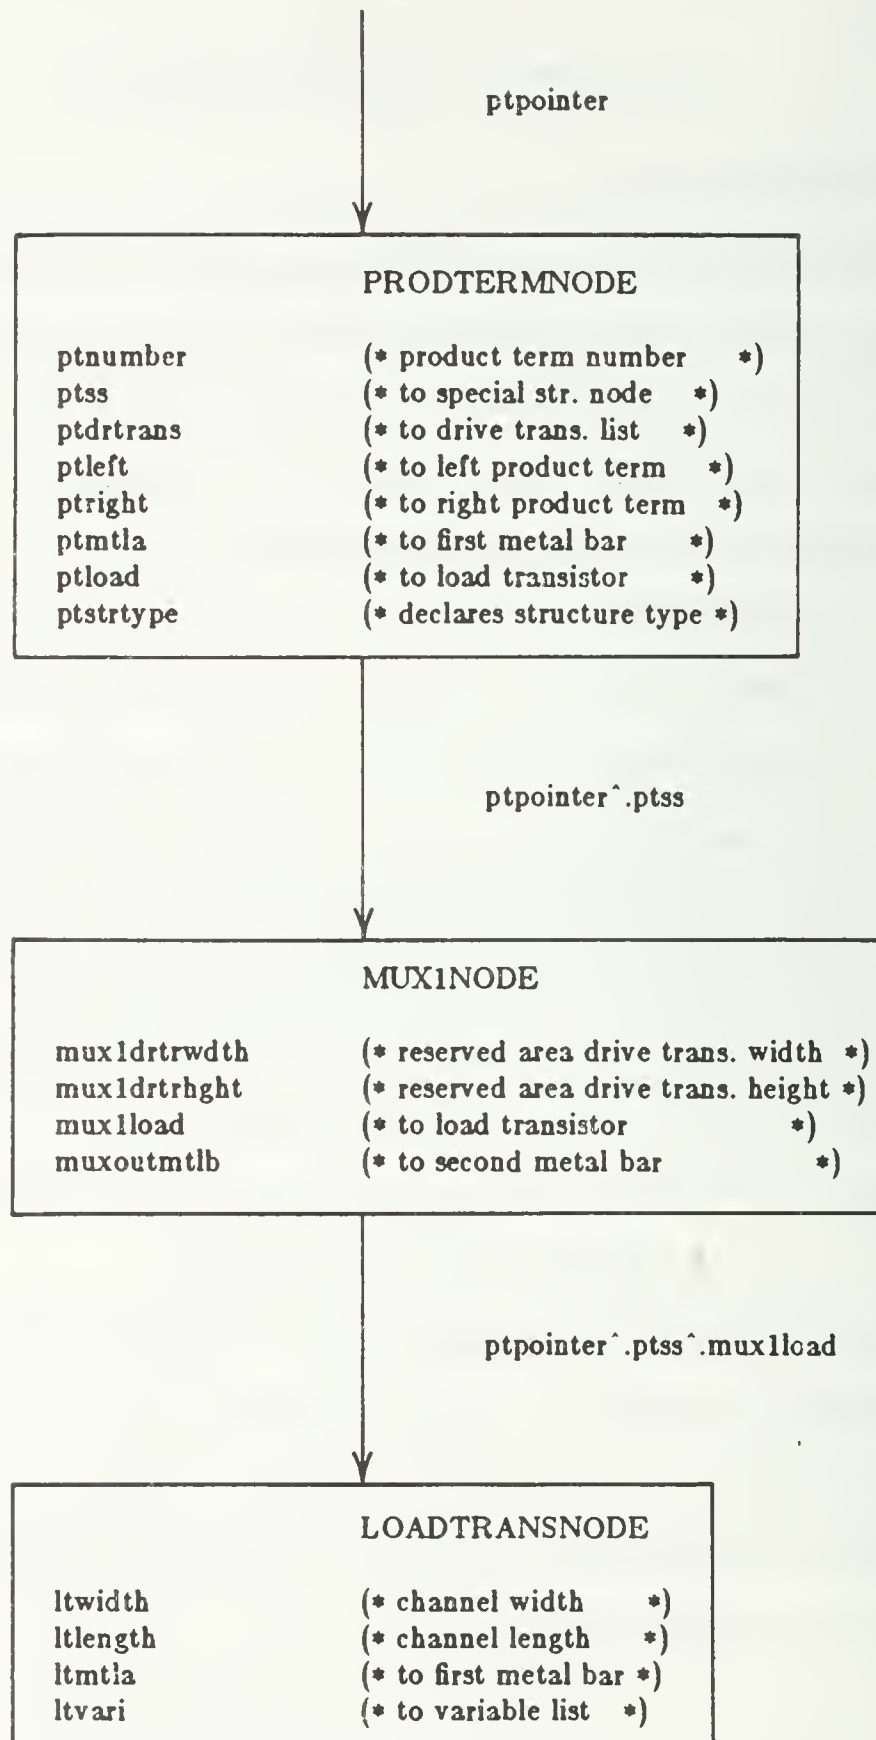 ptpointer
PRODTERMNODE
ptnumber (* product term number *)
ptss (* to special str. node *)
ptdrtrans (* to drive trans. list *)
ptleft (* to left product term *)
ptright (* to right product term *)
ptmtla (* to first metal bar *)
ptload (* to load transistor *)
ptstrtype (* declares structure type *)
ptpointer^.ptss
MUX1NODE
mux1drtrwdth (* reserved area drive trans. width *)
mux1drtrhght (* reserved area drive trans. height *)
mux1load (* to load transistor *)
muxoutmtlb (* to second metal bar *)
ptpointer^.ptss^.mux1load
LOADTRANSNODE
ltwidth (* channel width *)
ltlength (* channel length *)
ltmtla (* to first metal bar *)
ltvari (* to variable list *)